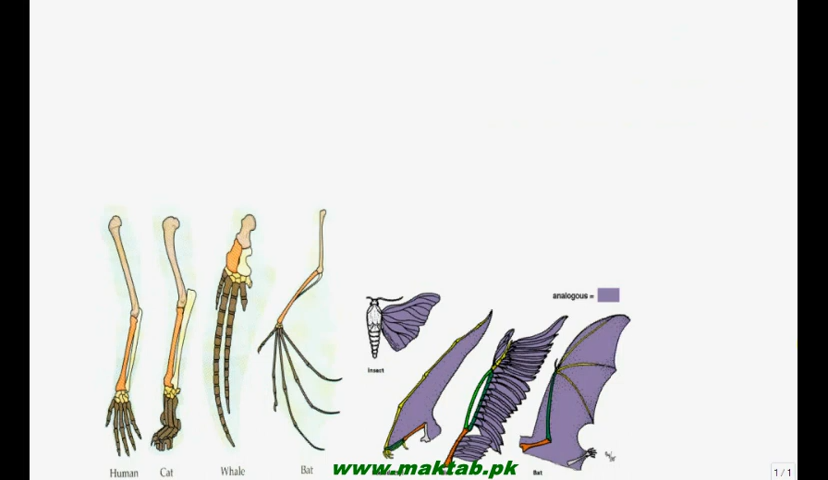 analogous =
Insect
Human Cat Whale Bat
Bat
www.maktab.pk
1 / 1